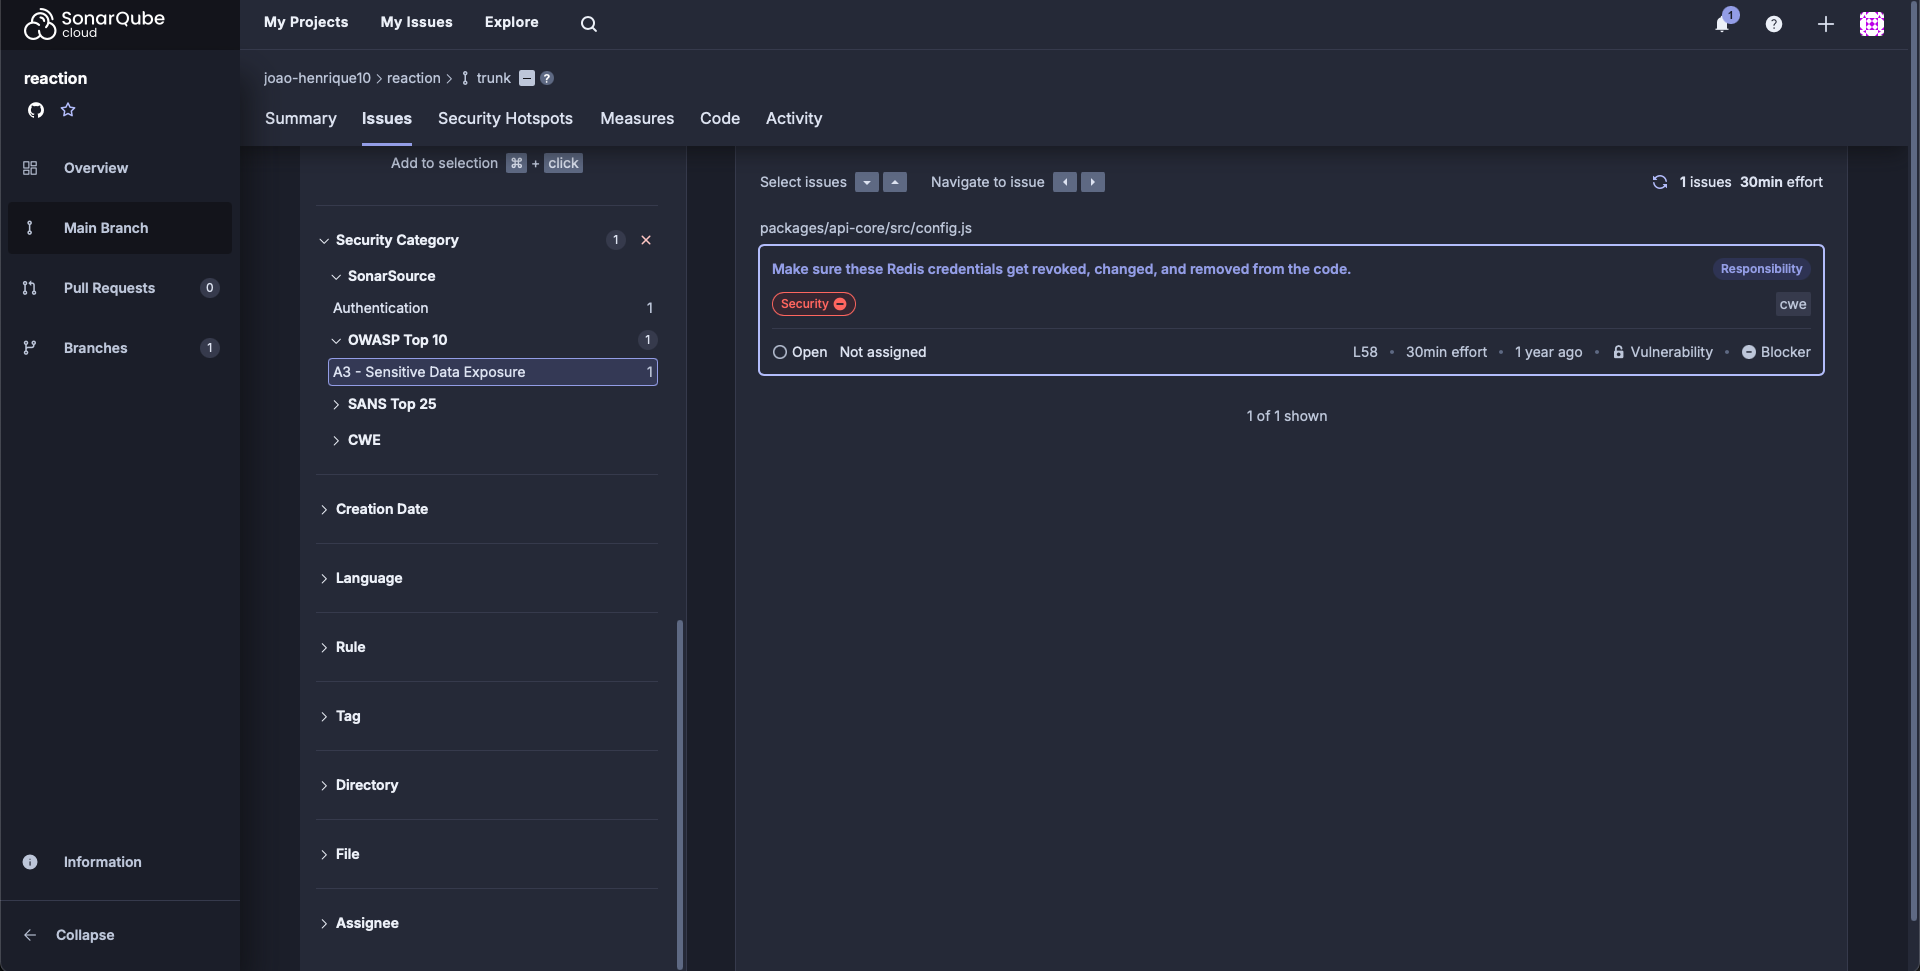 SonarQube
cloud
My Projects
My Issues
Explore
1
?
reaction
Overview
Main Branch
Pull Requests 0
Branches 1
Information
Collapse
joao-henrique10 > reaction > trunk ?
Summary
Issues
Security Hotspots
Measures
Code
Activity
Add to selection ⌘ + click
Security Category 1
SonarSource
Authentication 1
OWASP Top 10 1
A3 - Sensitive Data Exposure 1
SANS Top 25
CWE
Creation Date
Language
Rule
Tag
Directory
File
Assignee
Select issues
Navigate to issue
1 issues 30min effort
packages/api-core/src/config.js
Make sure these Redis credentials get revoked, changed, and removed from the code.
Responsibility
Security
cwe
Open Not assigned
L58 • 30min effort • 1 year ago • Vulnerability • Blocker
1 of 1 shown